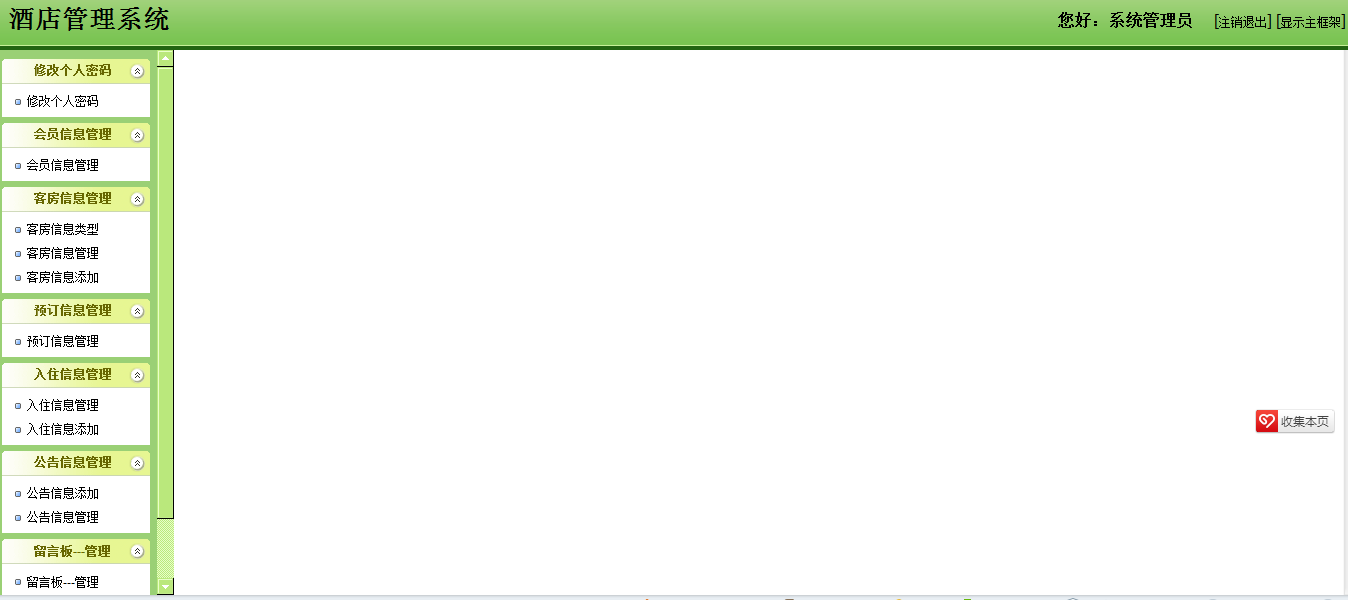 酒店管理系统
您好：系统管理员 [注销退出] [显示主框架]
修改个人密码
修改个人密码
会员信息管理
会员信息管理
客房信息管理
客房信息类型
客房信息管理
客房信息添加
预订信息管理
预订信息管理
入住信息管理
入住信息管理
入住信息添加
收集本页
公告信息管理
公告信息添加
公告信息管理
留言板---管理
留言板---管理